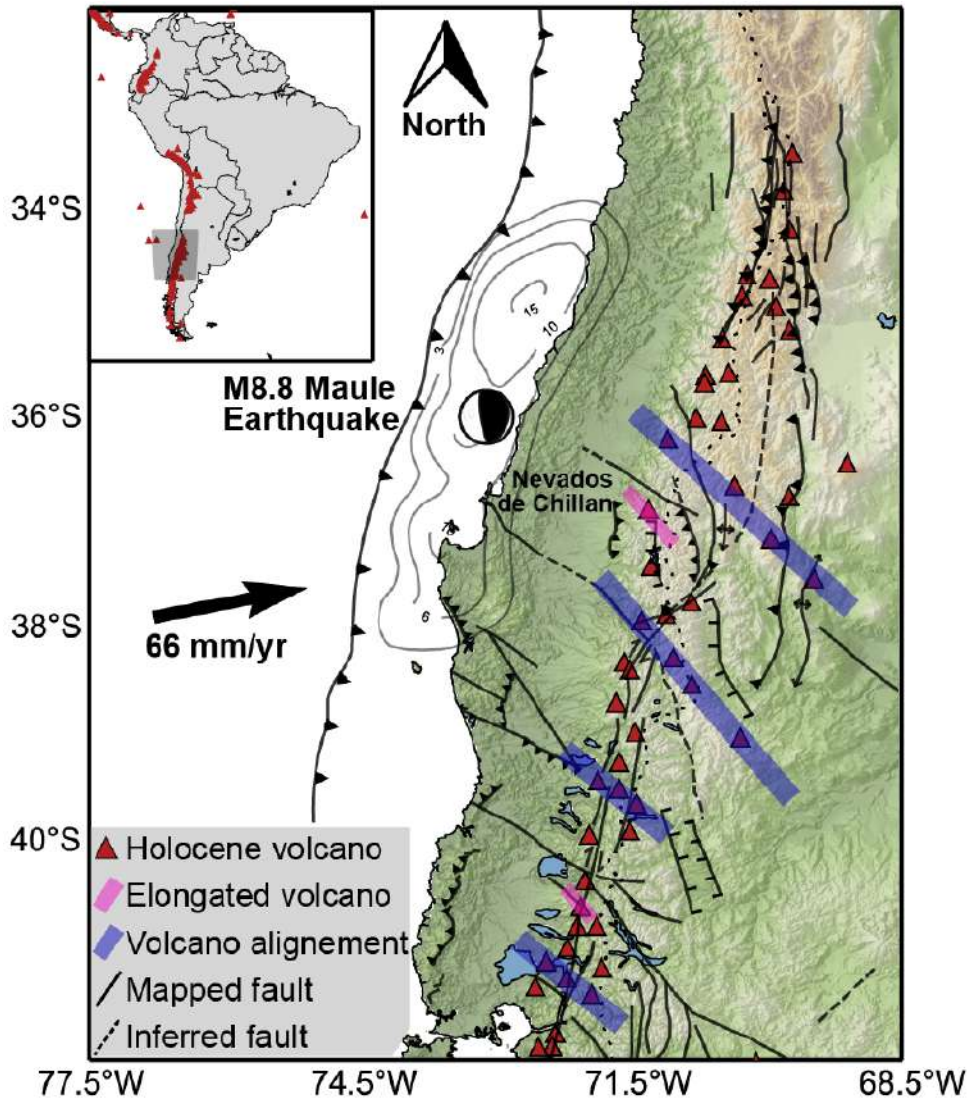 North
34°S
15
10
3
M8.8 Maule
Earthquake
36°S
Nevados
de Chillan
38°S
6
66 mm/yr
40°S
Holocene volcano
Elongated volcano
Volcano alignement
Mapped fault
Inferred fault
77.5°W
74.5°W
71.5°W
68.5°W